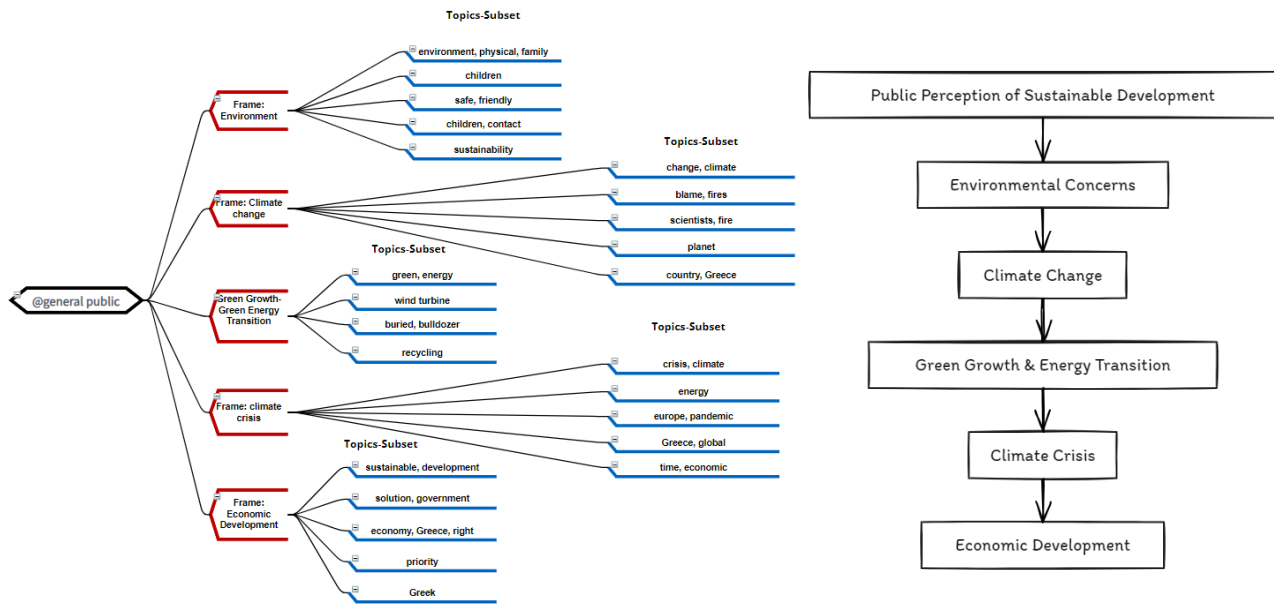 Topics-Subset
environment, physical, family
children
safe, friendly
children, contact
sustainability
Frame:
Environment
Topics-Subset
change, climate
blame, fires
scientists, fire
planet
country, Greece
Frame: Climate
change
Topics-Subset
green, energy
wind turbine
buried, bulldozer
recycling
Green Growth-
Green Energy
Transition
@general public
Topics-Subset
crisis, climate
energy
europe, pandemic
Greece, global
time, economic
Frame: climate
crisis
Topics-Subset
sustainable, development
solution, government
economy, Greece, right
priority
Greek
Frame:
Economic
Development
Public Perception of Sustainable Development
Environmental Concerns
Climate Change
Green Growth & Energy Transition
Climate Crisis
Economic Development